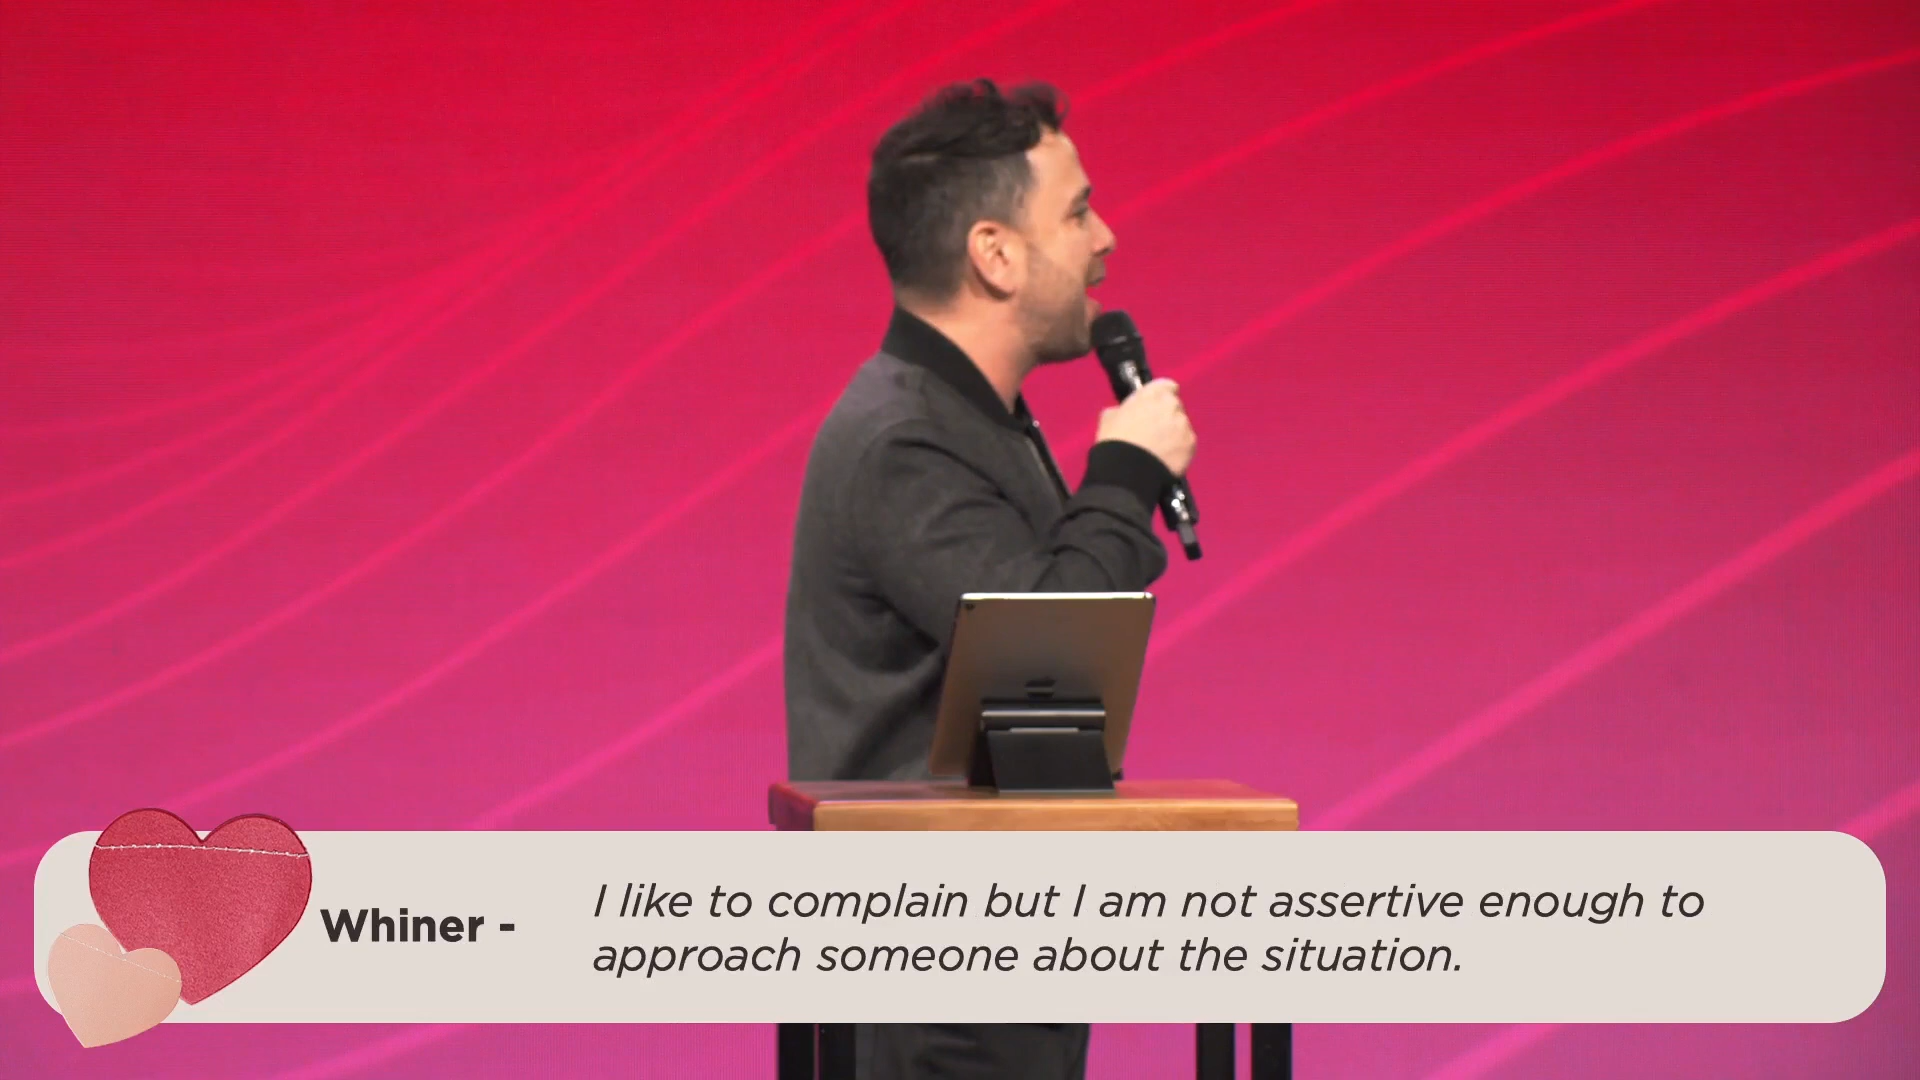 Whiner -
I like to complain but I am not assertive enough to
approach someone about the situation.